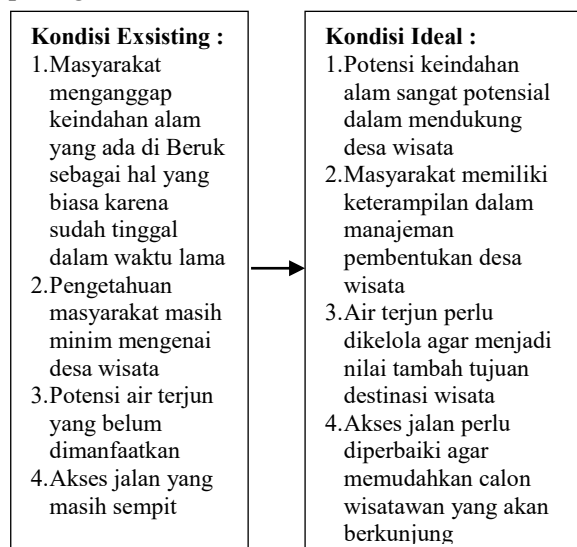 Kondisi Exsisting :
1.Masyarakat
menganggap
keindahan alam
yang ada di Beruk
sebagai hal yang
biasa karena
sudah tinggal
dalam waktu lama
2.Pengetahuan
masyarakat masih
minim mengenai
desa wisata
3.Potensi air terjun
yang belum
dimanfaatkan
4.Akses jalan yang
masih sempit
Kondisi Ideal :
1.Potensi keindahan
alam sangat potensial
dalam mendukung
desa wisata
2.Masyarakat memiliki
keterampilan dalam
manajeman
pembentukan desa
wisata
3.Air terjun perlu
dikelola agar menjadi
nilai tambah tujuan
destinasi wisata
4.Akses jalan perlu
diperbaiki agar
memudahkan calon
wisatawan yang akan
berkunjung